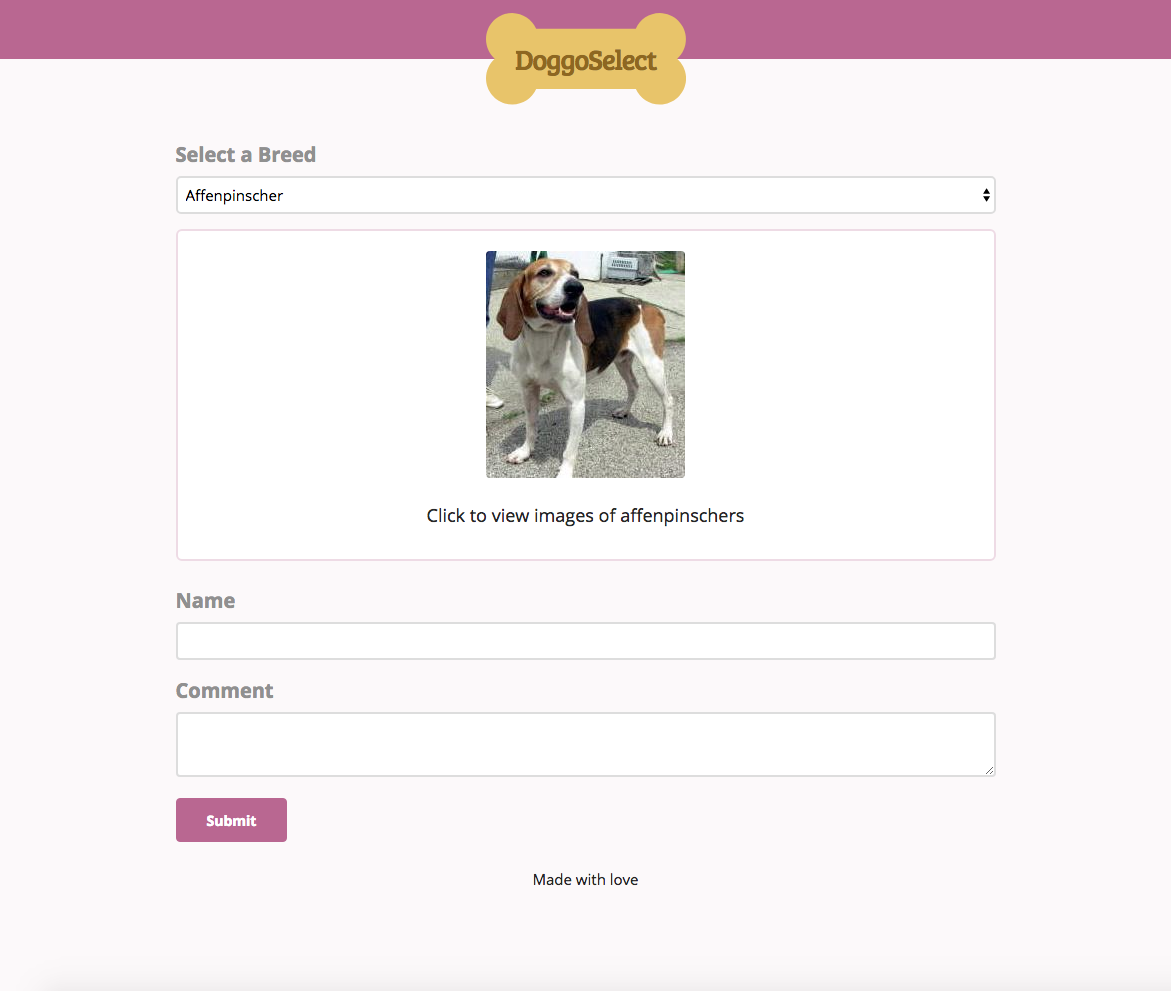 DoggoSelect
Select a Breed
Affenpinscher
Click to view images of affenpinschers
Name
Comment
Submit
Made with love